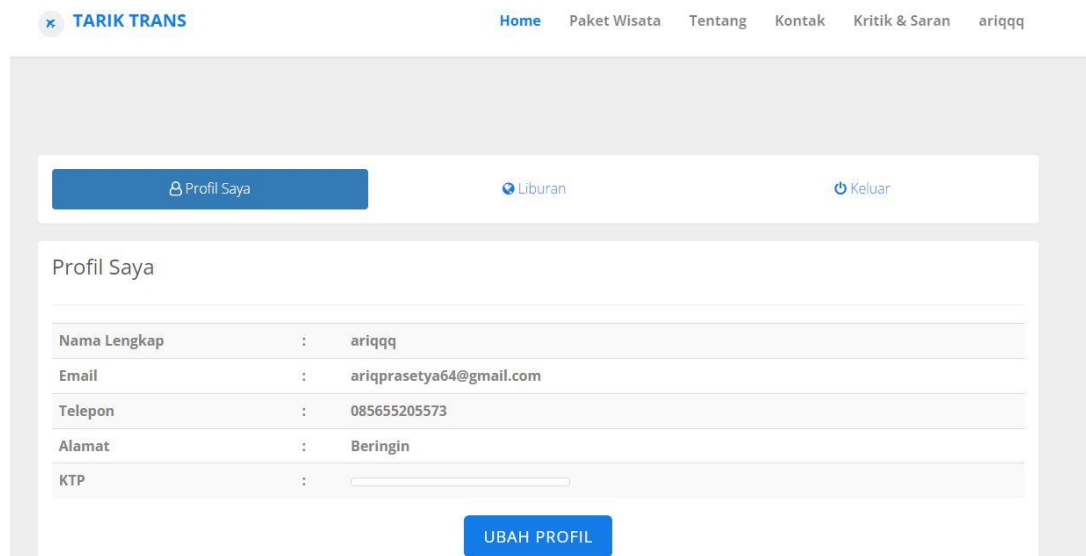 TARIK TRANS Home Paket Wisata Tentang Kontak Kritik & Saran ariqqq
Profil Saya Liburan Keluar
Profil Saya
Nama Lengkap : ariqqq
Email : ariqprasetya64@gmail.com
Telepon : 085655205573
Alamat : Beringin
KTP :
UBAH PROFIL